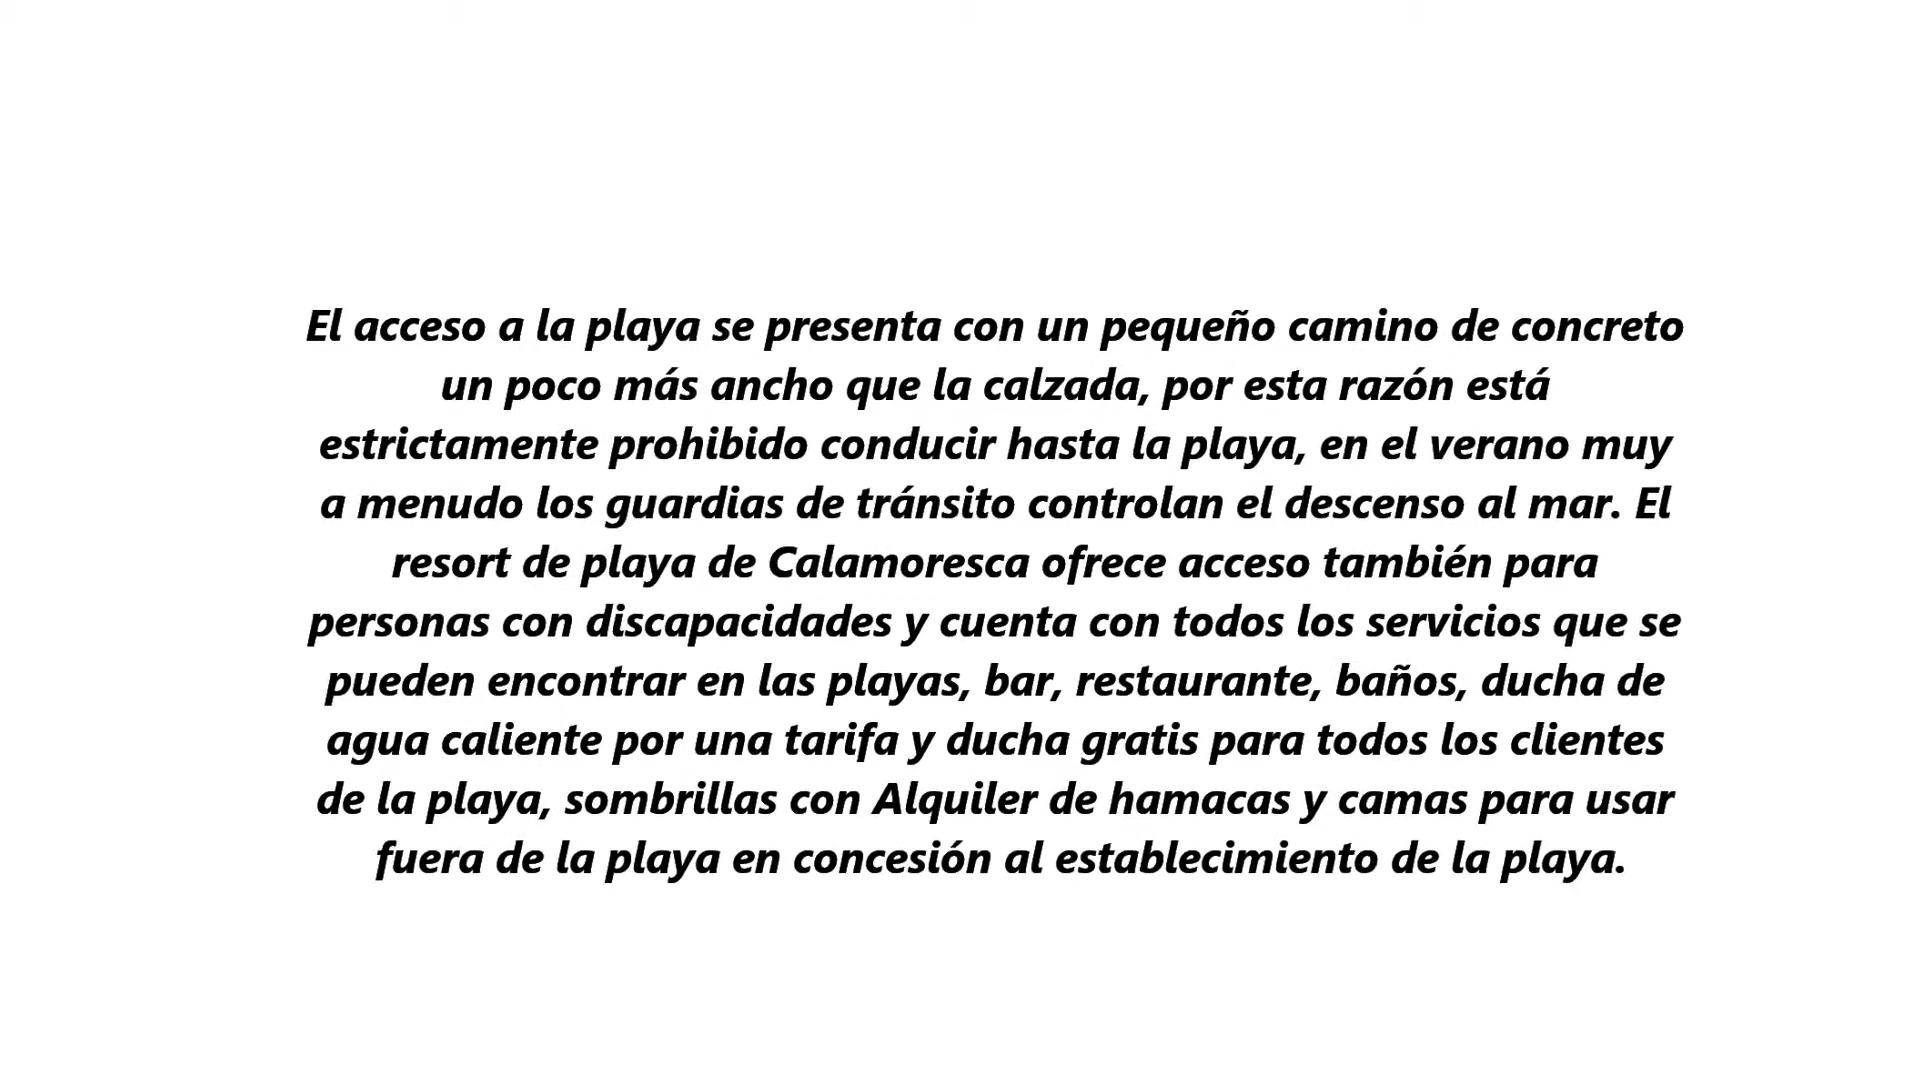 El acceso a la playa se presenta con un pequeño camino de concreto
un poco más ancho que la calzada, por esta razón está
estrictamente prohibido conducir hasta la playa, en el verano muy
a menudo los guardias de tránsito controlan el descenso al mar. El
resort de playa de Calamoresca ofrece acceso también para
personas con discapacidades y cuenta con todos los servicios que se
pueden encontrar en las playas, bar, restaurante, baños, ducha de
agua caliente por una tarifa y ducha gratis para todos los clientes
de la playa, sombrillas con Alquiler de hamacas y camas para usar
fuera de la playa en concesión al establecimiento de la playa.